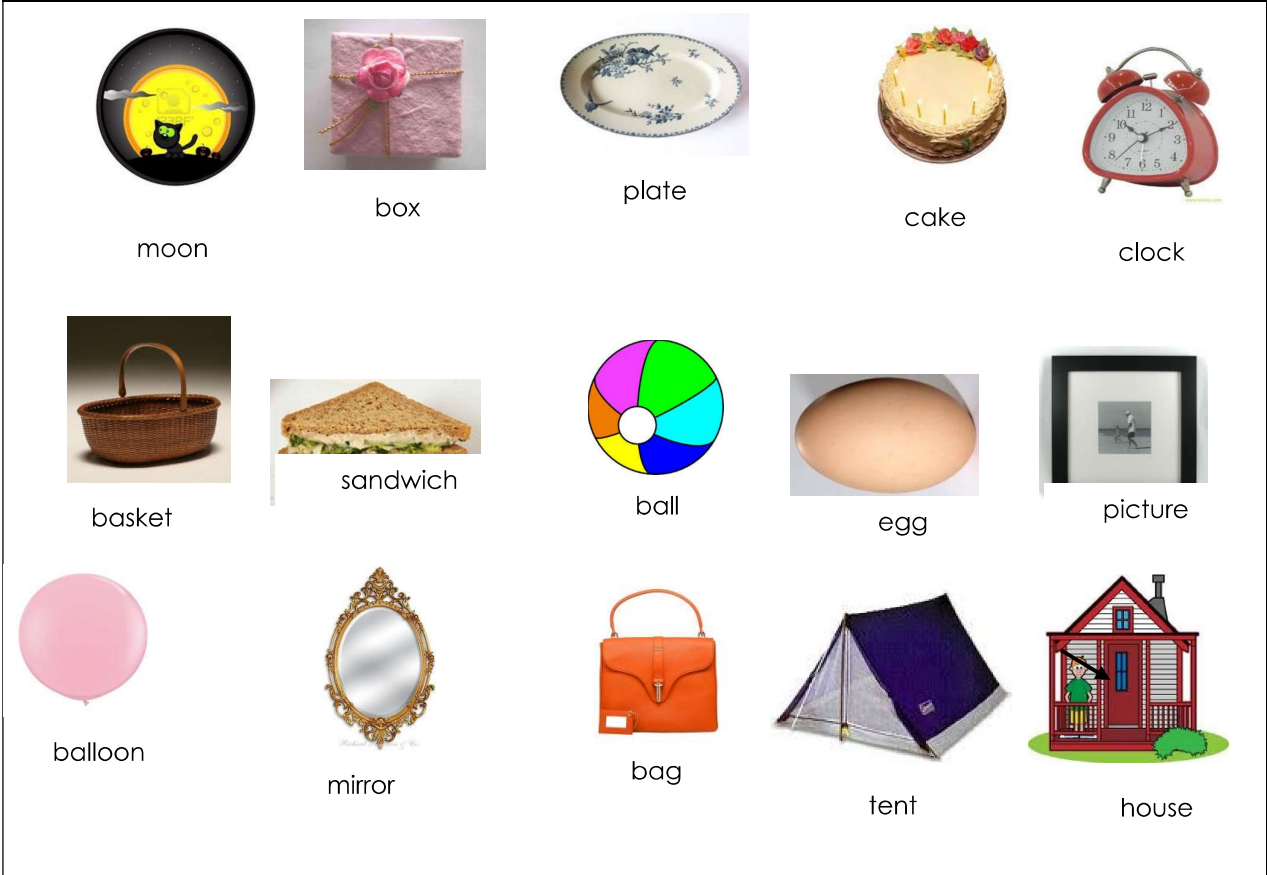 moon
box
plate
cake
clock
basket
sandwich
ball
egg
picture
balloon
mirror
bag
tent
house